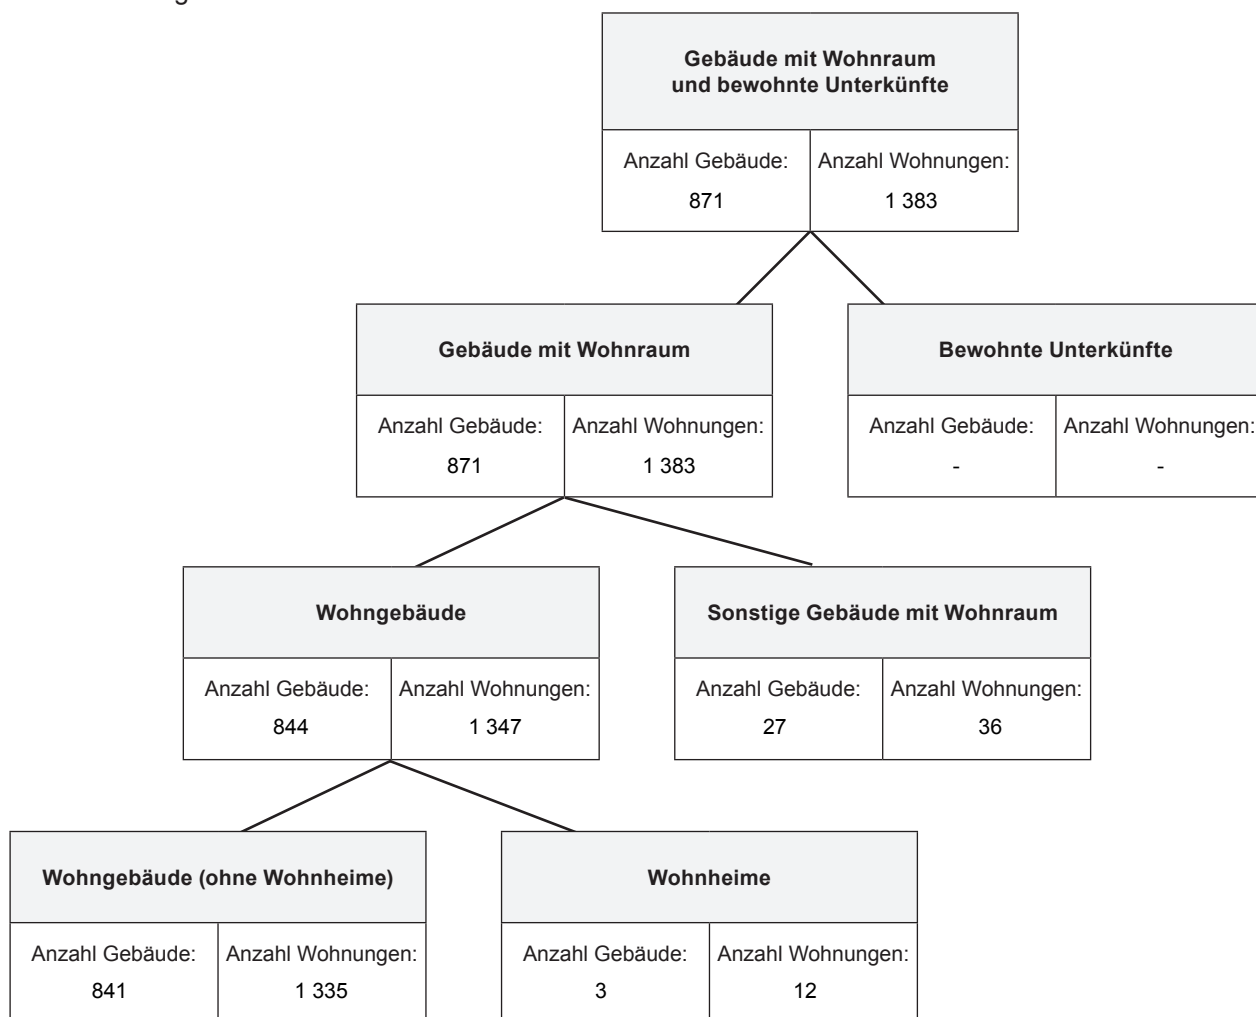 Gebäude mit Wohnraum
und bewohnte Unterkünfte
Anzahl Gebäude: Anzahl Wohnungen:
871 1 383
Gebäude mit Wohnraum
Bewohnte Unterkünfte
Anzahl Gebäude: Anzahl Wohnungen:
871 1 383
Anzahl Gebäude: Anzahl Wohnungen:
- -
Wohngebäude
Sonstige Gebäude mit Wohnraum
Anzahl Gebäude: Anzahl Wohnungen:
844 1 347
Anzahl Gebäude: Anzahl Wohnungen:
27 36
Wohngebäude (ohne Wohnheime)
Wohnheime
Anzahl Gebäude: Anzahl Wohnungen:
841 1 335
Anzahl Gebäude: Anzahl Wohnungen:
3 12